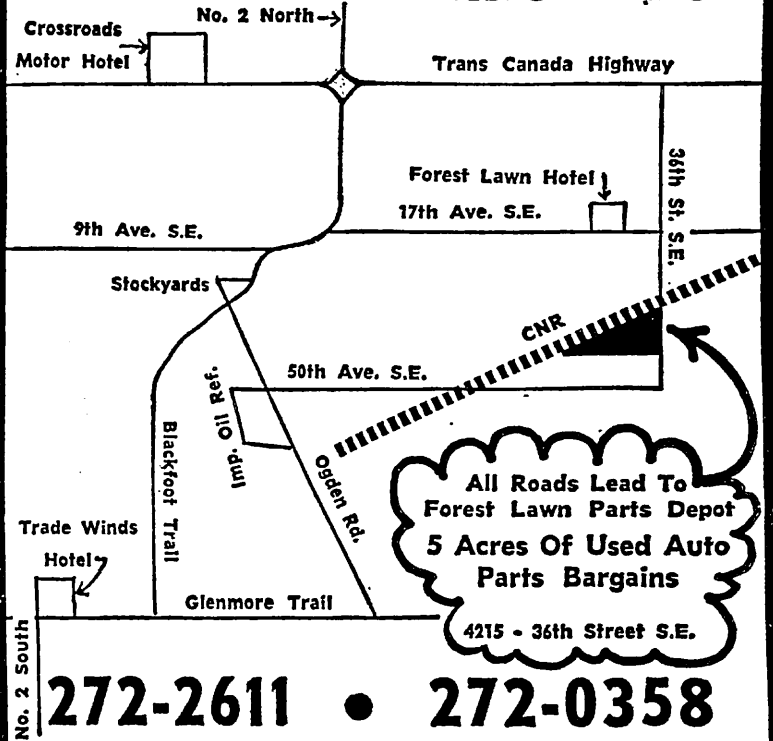 No. 2 North
Crossroads
Motor Hotel
Trans Canada Highway
36th St. S.E.
Forest Lawn Hotel
17th Ave. S.E.
9th Ave. S.E.
Stockyards
CNR
50th Ave. S.E.
Imp. Oil Ref.
Blackfoot Trail
Ogden Rd.
All Roads Lead To
Forest Lawn Parts Depot
5 Acres Of Used Auto
Parts Bargains
4215 - 36th Street S.E.
Trade Winds
Hotel
Glenmore Trail
No. 2 South
272-2611 • 272-0358